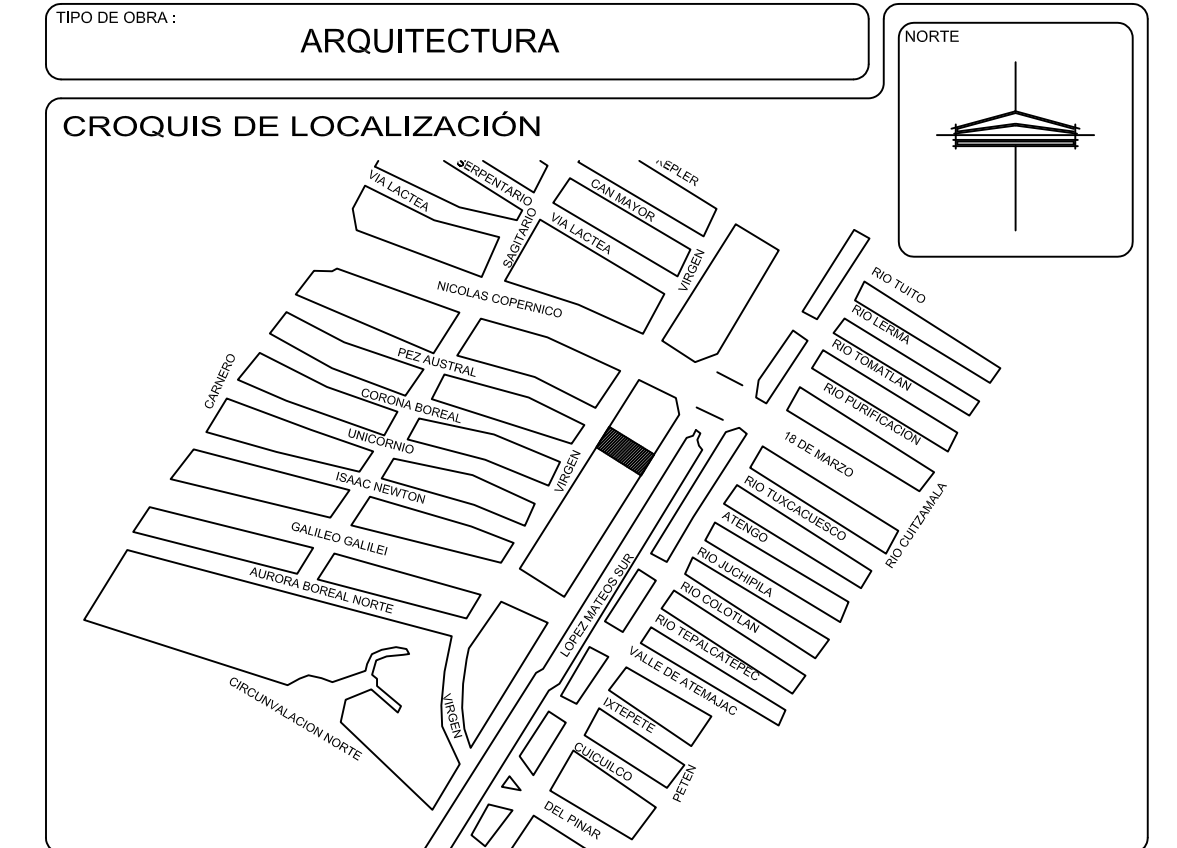 TIPO DE OBRA :
ARQUITECTURA
NORTE
CROQUIS DE LOCALIZACIÓN
KEPLER
SERPENTARIO
CAN MAYOR
VIA LACTEA
VIA LACTEA
SAGITARIO
VIRGEN
NICOLAS COPERNICO
RIO TUITO
RIO LERMA
RIO TOMATLAN
RIO PURIFICACION
18 DE MARZO
PEZ AUSTRAL
CARNERO
CORONA BOREAL
UNICORNIO
VIRGEN
ISAAC NEWTON
RIO TUXCACUESCO
RIO CUITZAMALA
ATENGO
GALILEO GALILEI
RIO JUCHIPILA
AURORA BOREAL NORTE
RIO COLOTLAN
LOPEZ MATEOS SUR
RIO TEPALCATEPEC
VALLE DE ATEMAJAC
CIRCUNVALACION NORTE
VIRGEN
IXTEPETE
CUICUILCO
PETEN
DEL PINAR